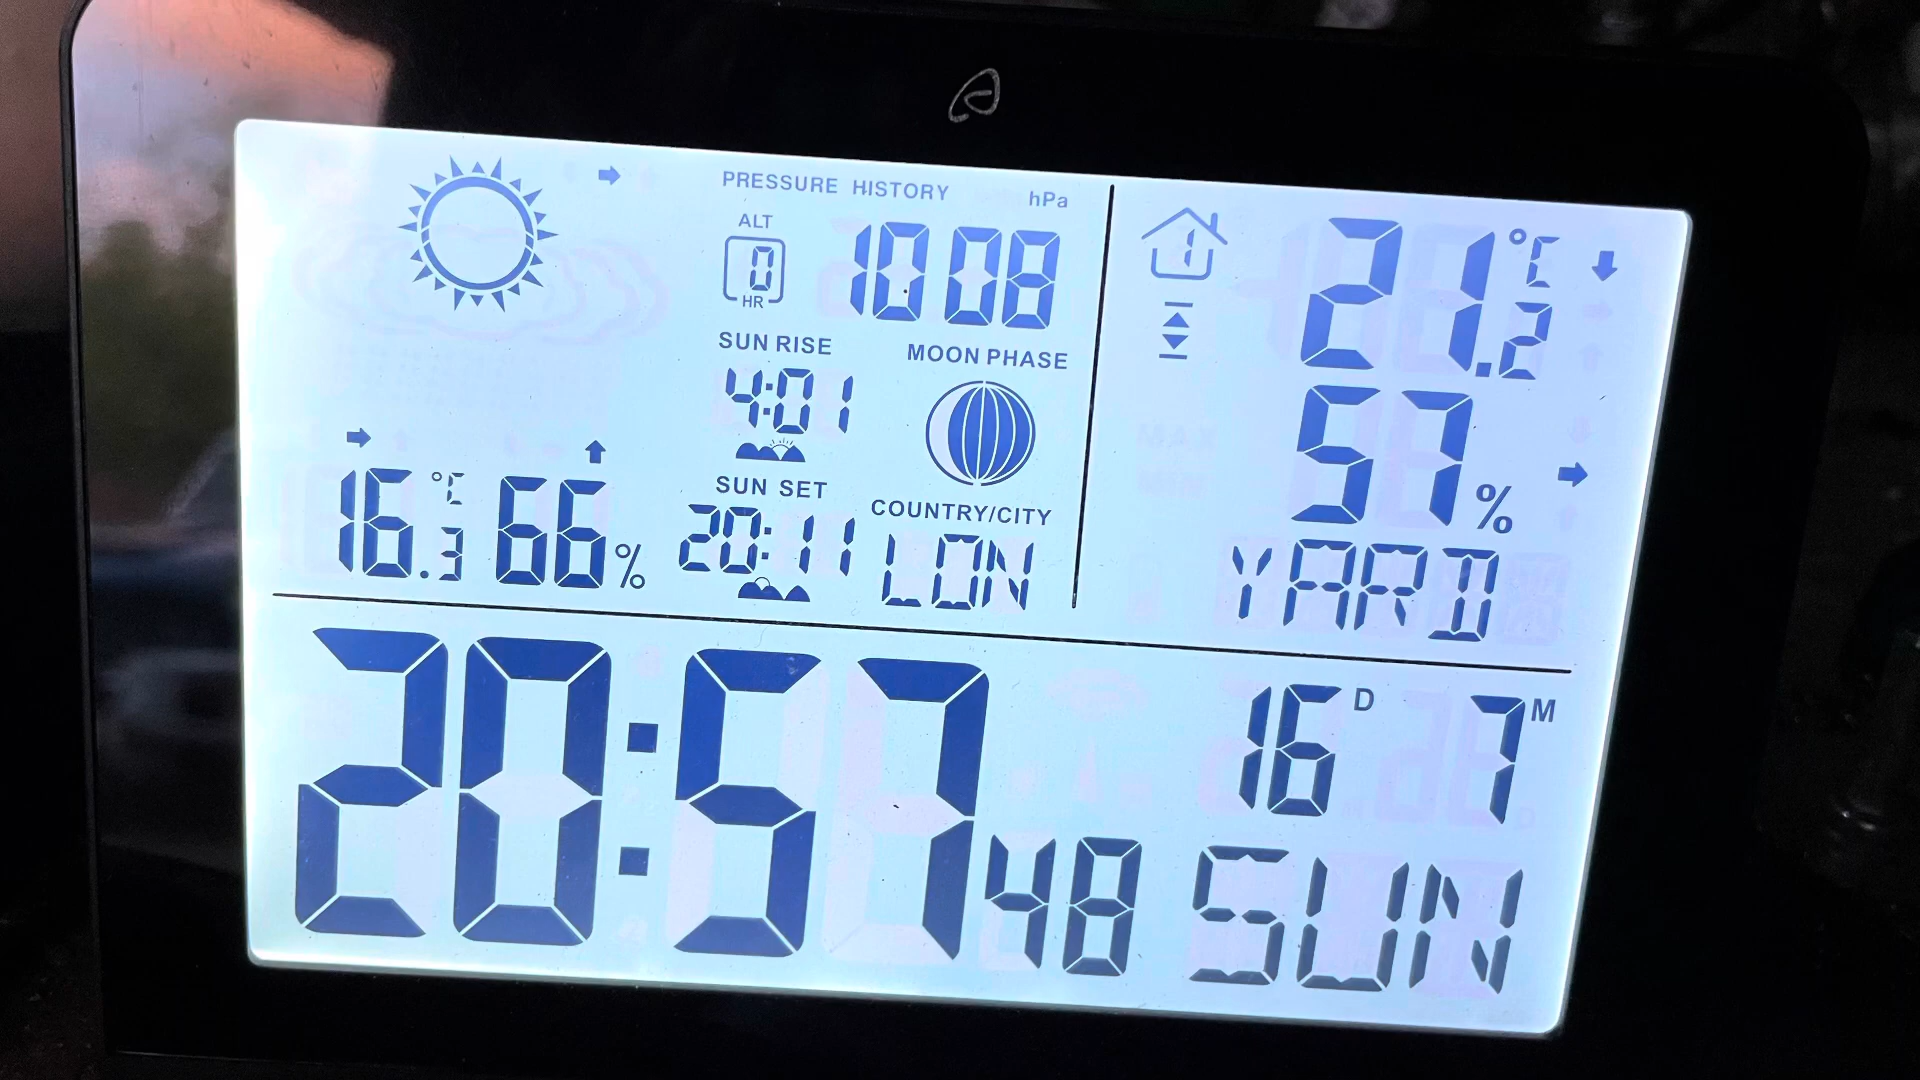 PRESSURE HISTORY hPa
ALT
0
HR
1008
SUN RISE
4:01
MOON PHASE
16.3 °C 66 %
SUN SET
20:11
COUNTRY/CITY
LON
1
21.2 °C
57 %
YARD
20:57 48
16 D 7 M
SUN